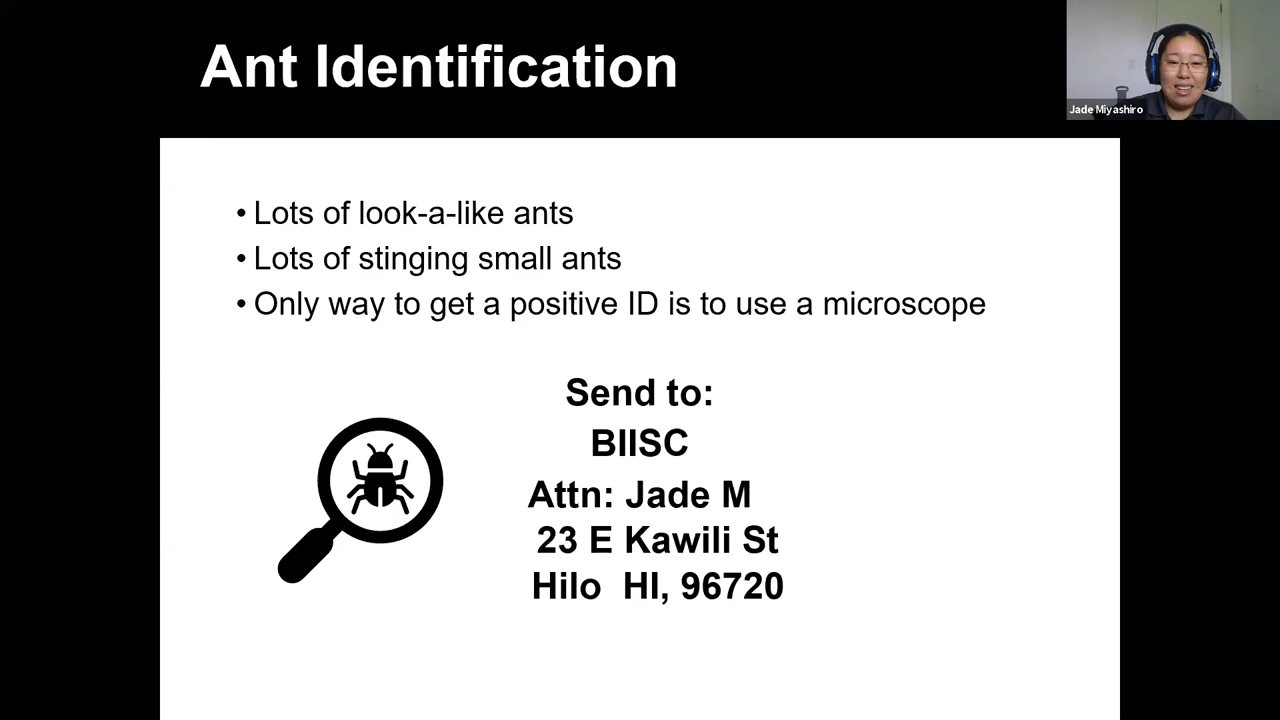 Ant Identification
Jade Miyashiro
• Lots of look-a-like ants
• Lots of stinging small ants
• Only way to get a positive ID is to use a microscope
Send to:
BIISC
Attn: Jade M
23 E Kawili St
Hilo HI, 96720